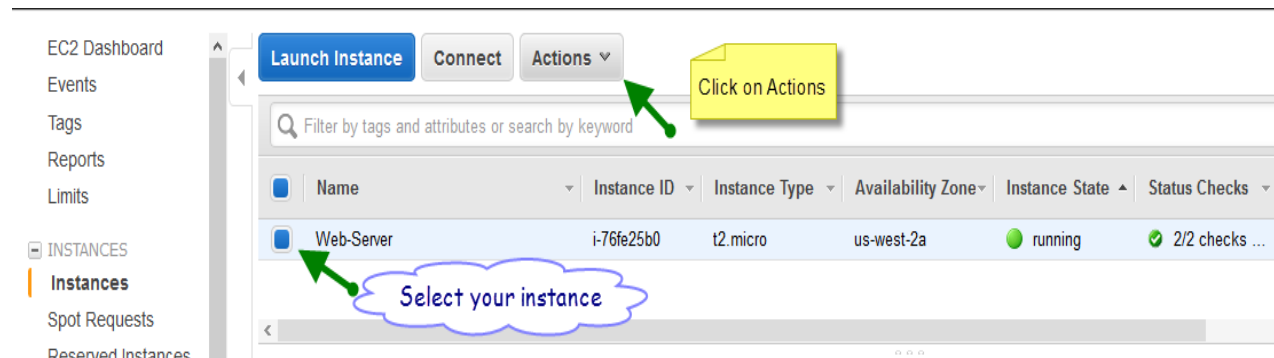 EC2 Dashboard
Events
Tags
Reports
Limits
INSTANCES
Instances
Spot Requests
Reserved Instances
Launch Instance Connect Actions
Click on Actions
Filter by tags and attributes or search by keyword
Name Instance ID Instance Type Availability Zone Instance State Status Checks
Web-Server i-76fe25b0 t2.micro us-west-2a running 2/2 checks ...
Select your instance